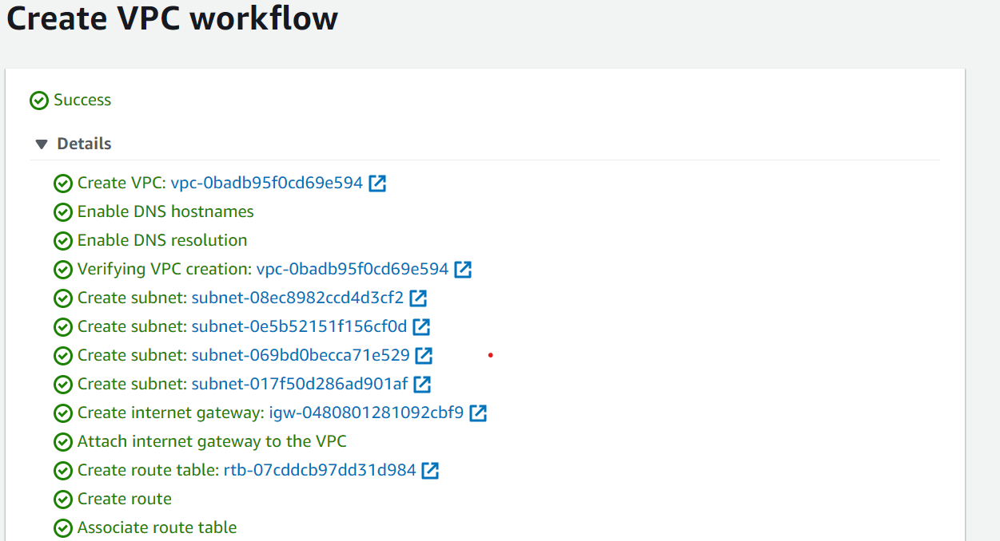 Create VPC workflow
Success
Details
Create VPC: vpc-0badb95f0cd69e594
Enable DNS hostnames
Enable DNS resolution
Verifying VPC creation: vpc-0badb95f0cd69e594
Create subnet: subnet-08ec8982ccd4d3cf2
Create subnet: subnet-0e5b52151f156cf0d
Create subnet: subnet-069bd0becca71e529
Create subnet: subnet-017f50d286ad901af
Create internet gateway: igw-0480801281092cbf9
Attach internet gateway to the VPC
Create route table: rtb-07cddcb97dd31d984
Create route
Associate route table